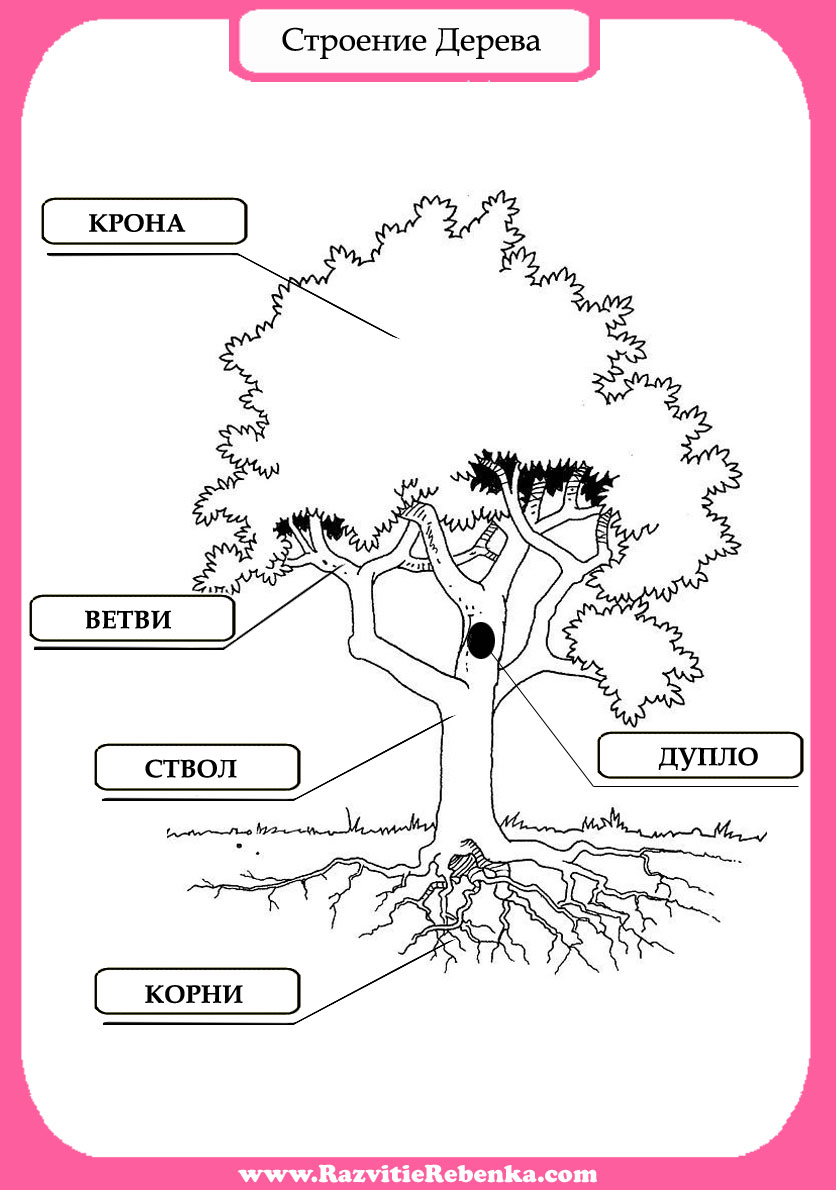 Строение Дерева
КРОНА
ВЕТВИ
СТВОЛ
ДУПЛО
КОРНИ
www.RazvitieRebenka.com